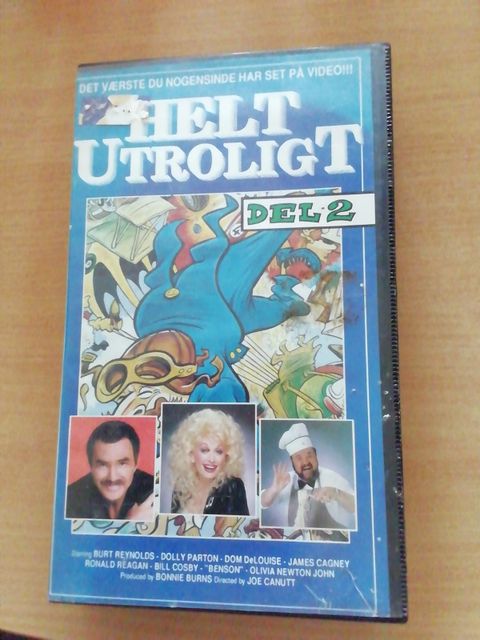 DET VÆRSTE DU NOGENSINDE HAR SET PÅ VIDEO!!!
HELT
UTROLIGT
DEL 2
Starring BURT REYNOLDS - DOLLY PARTON - DOM DeLOUISE - JAMES CAGNEY
RONALD REAGAN - BILL COSBY - "BENSON" - OLIVIA NEWTON JOHN
Produced by BONNIE BURNS Directed by JOE CANUTT